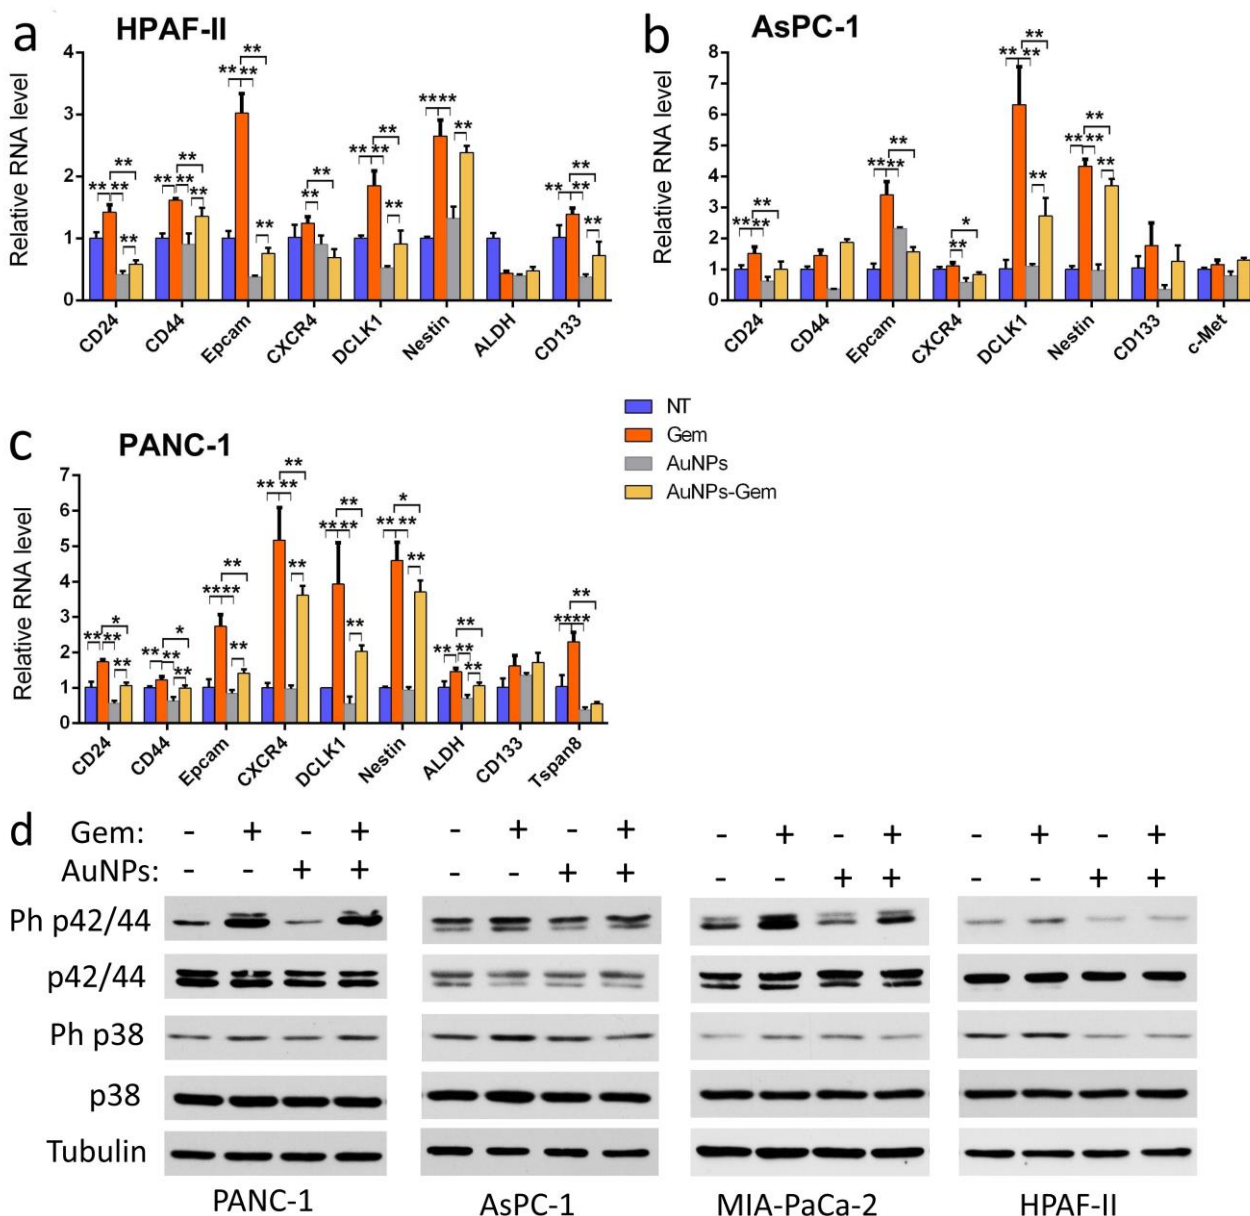 a HPAF-II
Relative RNA level
4
3
2
1
0
** ** ** ** **
** ** ** ** **
** ** ** **
** ** **
** ** ** ** **
**** **
** ** ** **
CD24 CD44 Epcam CXCR4 DCLK1 Nestin ALDH CD133
b AsPC-1
Relative RNA level
8
7
6
5
4
3
2
1
0
** ** **
** ** **
** *
** ** ** **
** ** ** **
CD24 CD44 Epcam CXCR4 DCLK1 Nestin CD133 c-Met
NT
Gem
AuNPs
AuNPs-Gem
c PANC-1
Relative RNA level
7
6
5
4
3
2
1
0
** ** ** *
** ** ** *
**** ** **
** ** ** **
**** ** **
** ** ** *
** ** ** **
**** **
CD24 CD44 Epcam CXCR4 DCLK1 Nestin ALDH CD133 Tspan8
d
Gem: - + - + - + - + - + - + - + - +
AuNPs: - - + + - - + + - - + + - - + +
Ph p42/44
p42/44
Ph p38
p38
Tubulin
PANC-1 AsPC-1 MIA-PaCa-2 HPAF-II